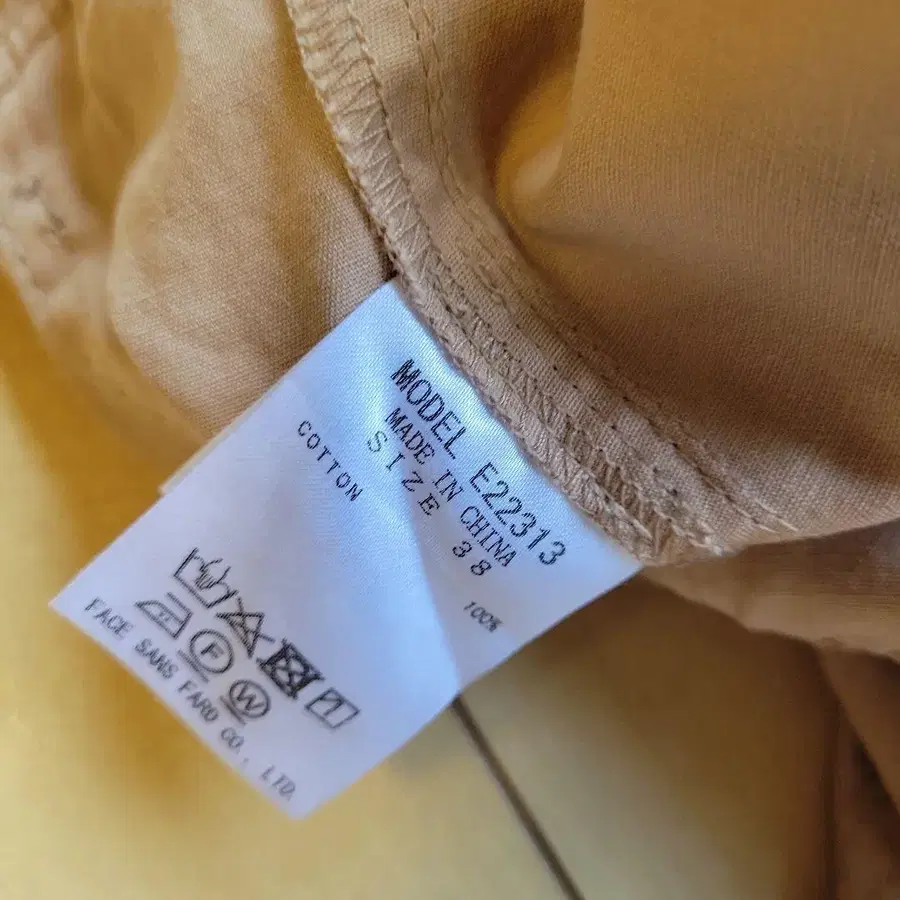 MODEL E22313
MADE IN CHINA
SIZE 38
COTTON 100%
F
W
FACE SANS FARD CO., LTD.